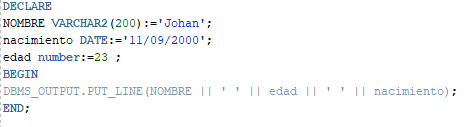 DECLARE
NOMBRE VARCHAR2(200):='Johan';
nacimiento DATE:='11/09/2000';
edad number:=23 ;
BEGIN
DBMS_OUTPUT.PUT_LINE(NOMBRE || ' ' || edad || ' ' || nacimiento);
END;